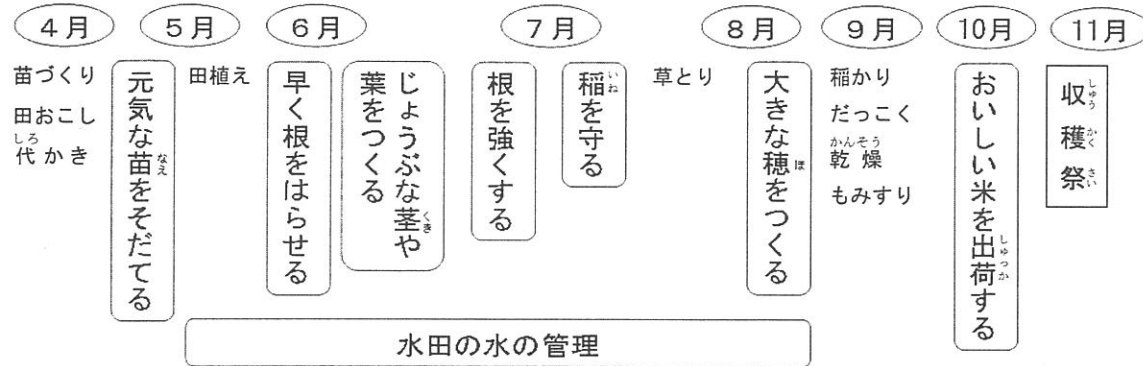 4月
5月
6月
7月
8月
9月
10月
11月
苗づくり
田おこし
しろ
代かき
元気な苗をそだてる
なえ
田植え
早く根をはらせる
じょうぶな茎や
くき
葉をつくる
根を強くする
稲を守る
いね
草とり
大きな穂をつくる
ほ
稲かり
だっこく
かんそう
乾燥
もみすり
おいしい米を出荷する
しゅっか
収穫祭
しゅうかくさい
水田の水の管理